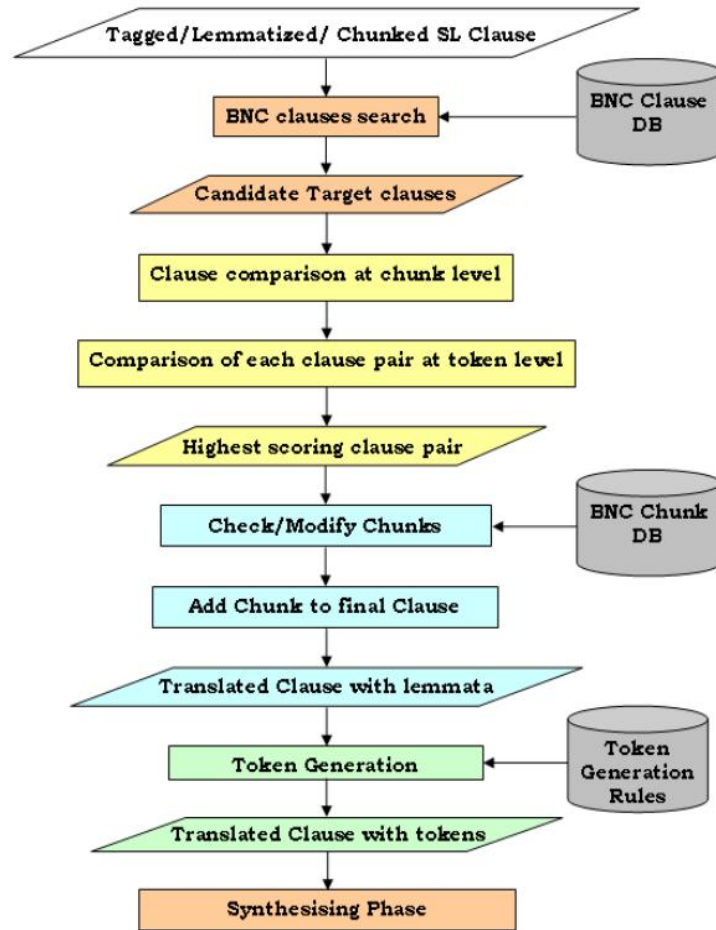 Tagged/Lemmatized/ Chunked SL Clause
BNC clauses search
BNC Clause
DB
Candidate Target clauses
Clause comparison at chunk level
Comparison of each clause pair at token level
Highest scoring clause pair
Check/Modify Chunks
BNC Chunk
DB
Add Chunk to final Clause
Translated Clause with lemmata
Token Generation
Token
Generation
Rules
Translated Clause with tokens
Synthesising Phase